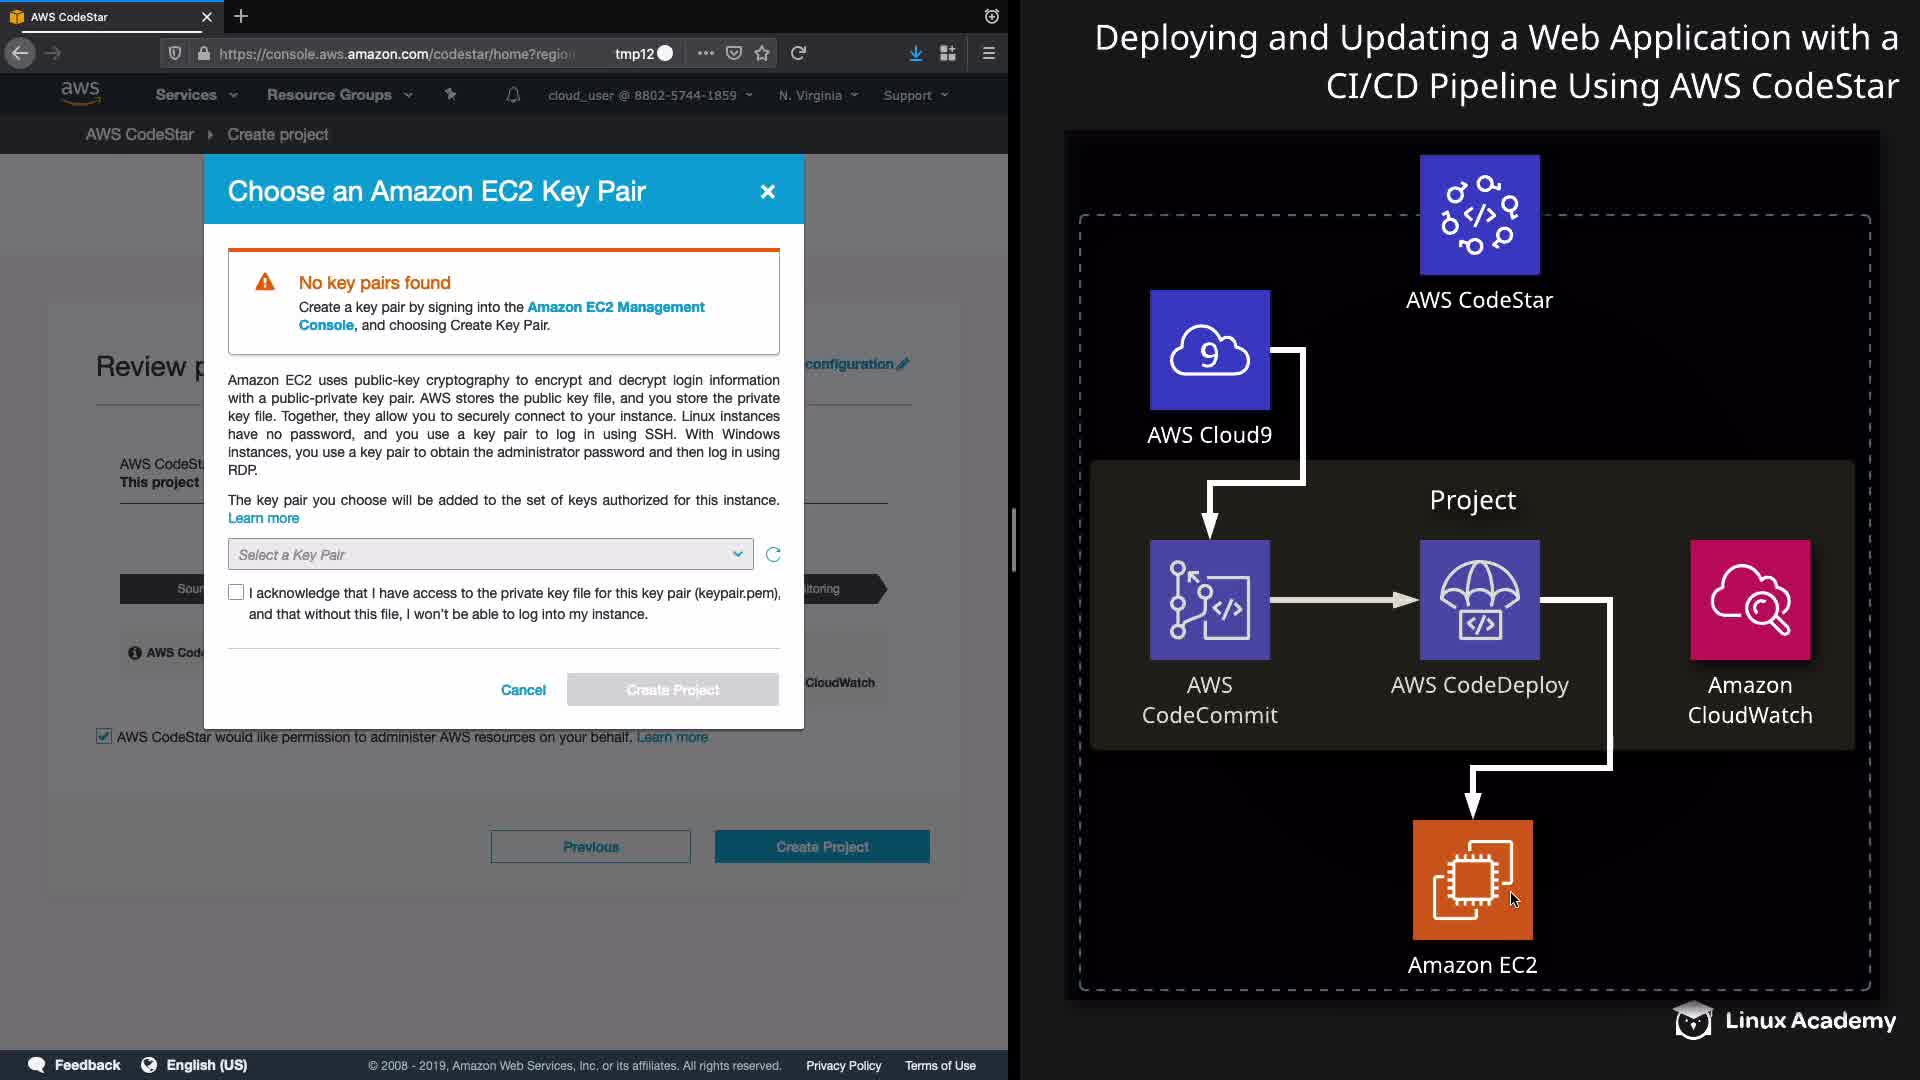 AWS CodeStar
https://console.aws.amazon.com/codestar/home?regio
tmp12
aws
Services
Resource Groups
cloud_user @ 8802-5744-1859
N. Virginia
Support
AWS CodeStar
Create project
Choose an Amazon EC2 Key Pair
No key pairs found
Create a key pair by signing into the Amazon EC2 Management
Console, and choosing Create Key Pair.
Review p
configuration
Amazon EC2 uses public-key cryptography to encrypt and decrypt login information
with a public-private key pair. AWS stores the public key file, and you store the private
key file. Together, they allow you to securely connect to your instance. Linux instances
have no password, and you use a key pair to log in using SSH. With Windows
instances, you use a key pair to obtain the administrator password and then log in using
RDP.
AWS CodeSta
This project
The key pair you choose will be added to the set of keys authorized for this instance.
Learn more
Select a Key Pair
Sour
itoring
I acknowledge that I have access to the private key file for this key pair (keypair.pem),
and that without this file, I won't be able to log into my instance.
AWS Code
CloudWatch
Cancel
Create Project
AWS CodeStar would like permission to administer AWS resources on your behalf. Learn more
Previous
Create Project
Feedback
English (US)
© 2008 - 2019, Amazon Web Services, Inc. or its affiliates. All rights reserved.
Privacy Policy
Terms of Use
Deploying and Updating a Web Application with a
CI/CD Pipeline Using AWS CodeStar
AWS CodeStar
9
AWS Cloud9
Project
AWS
CodeCommit
AWS CodeDeploy
Amazon
CloudWatch
Amazon EC2
Linux Academy